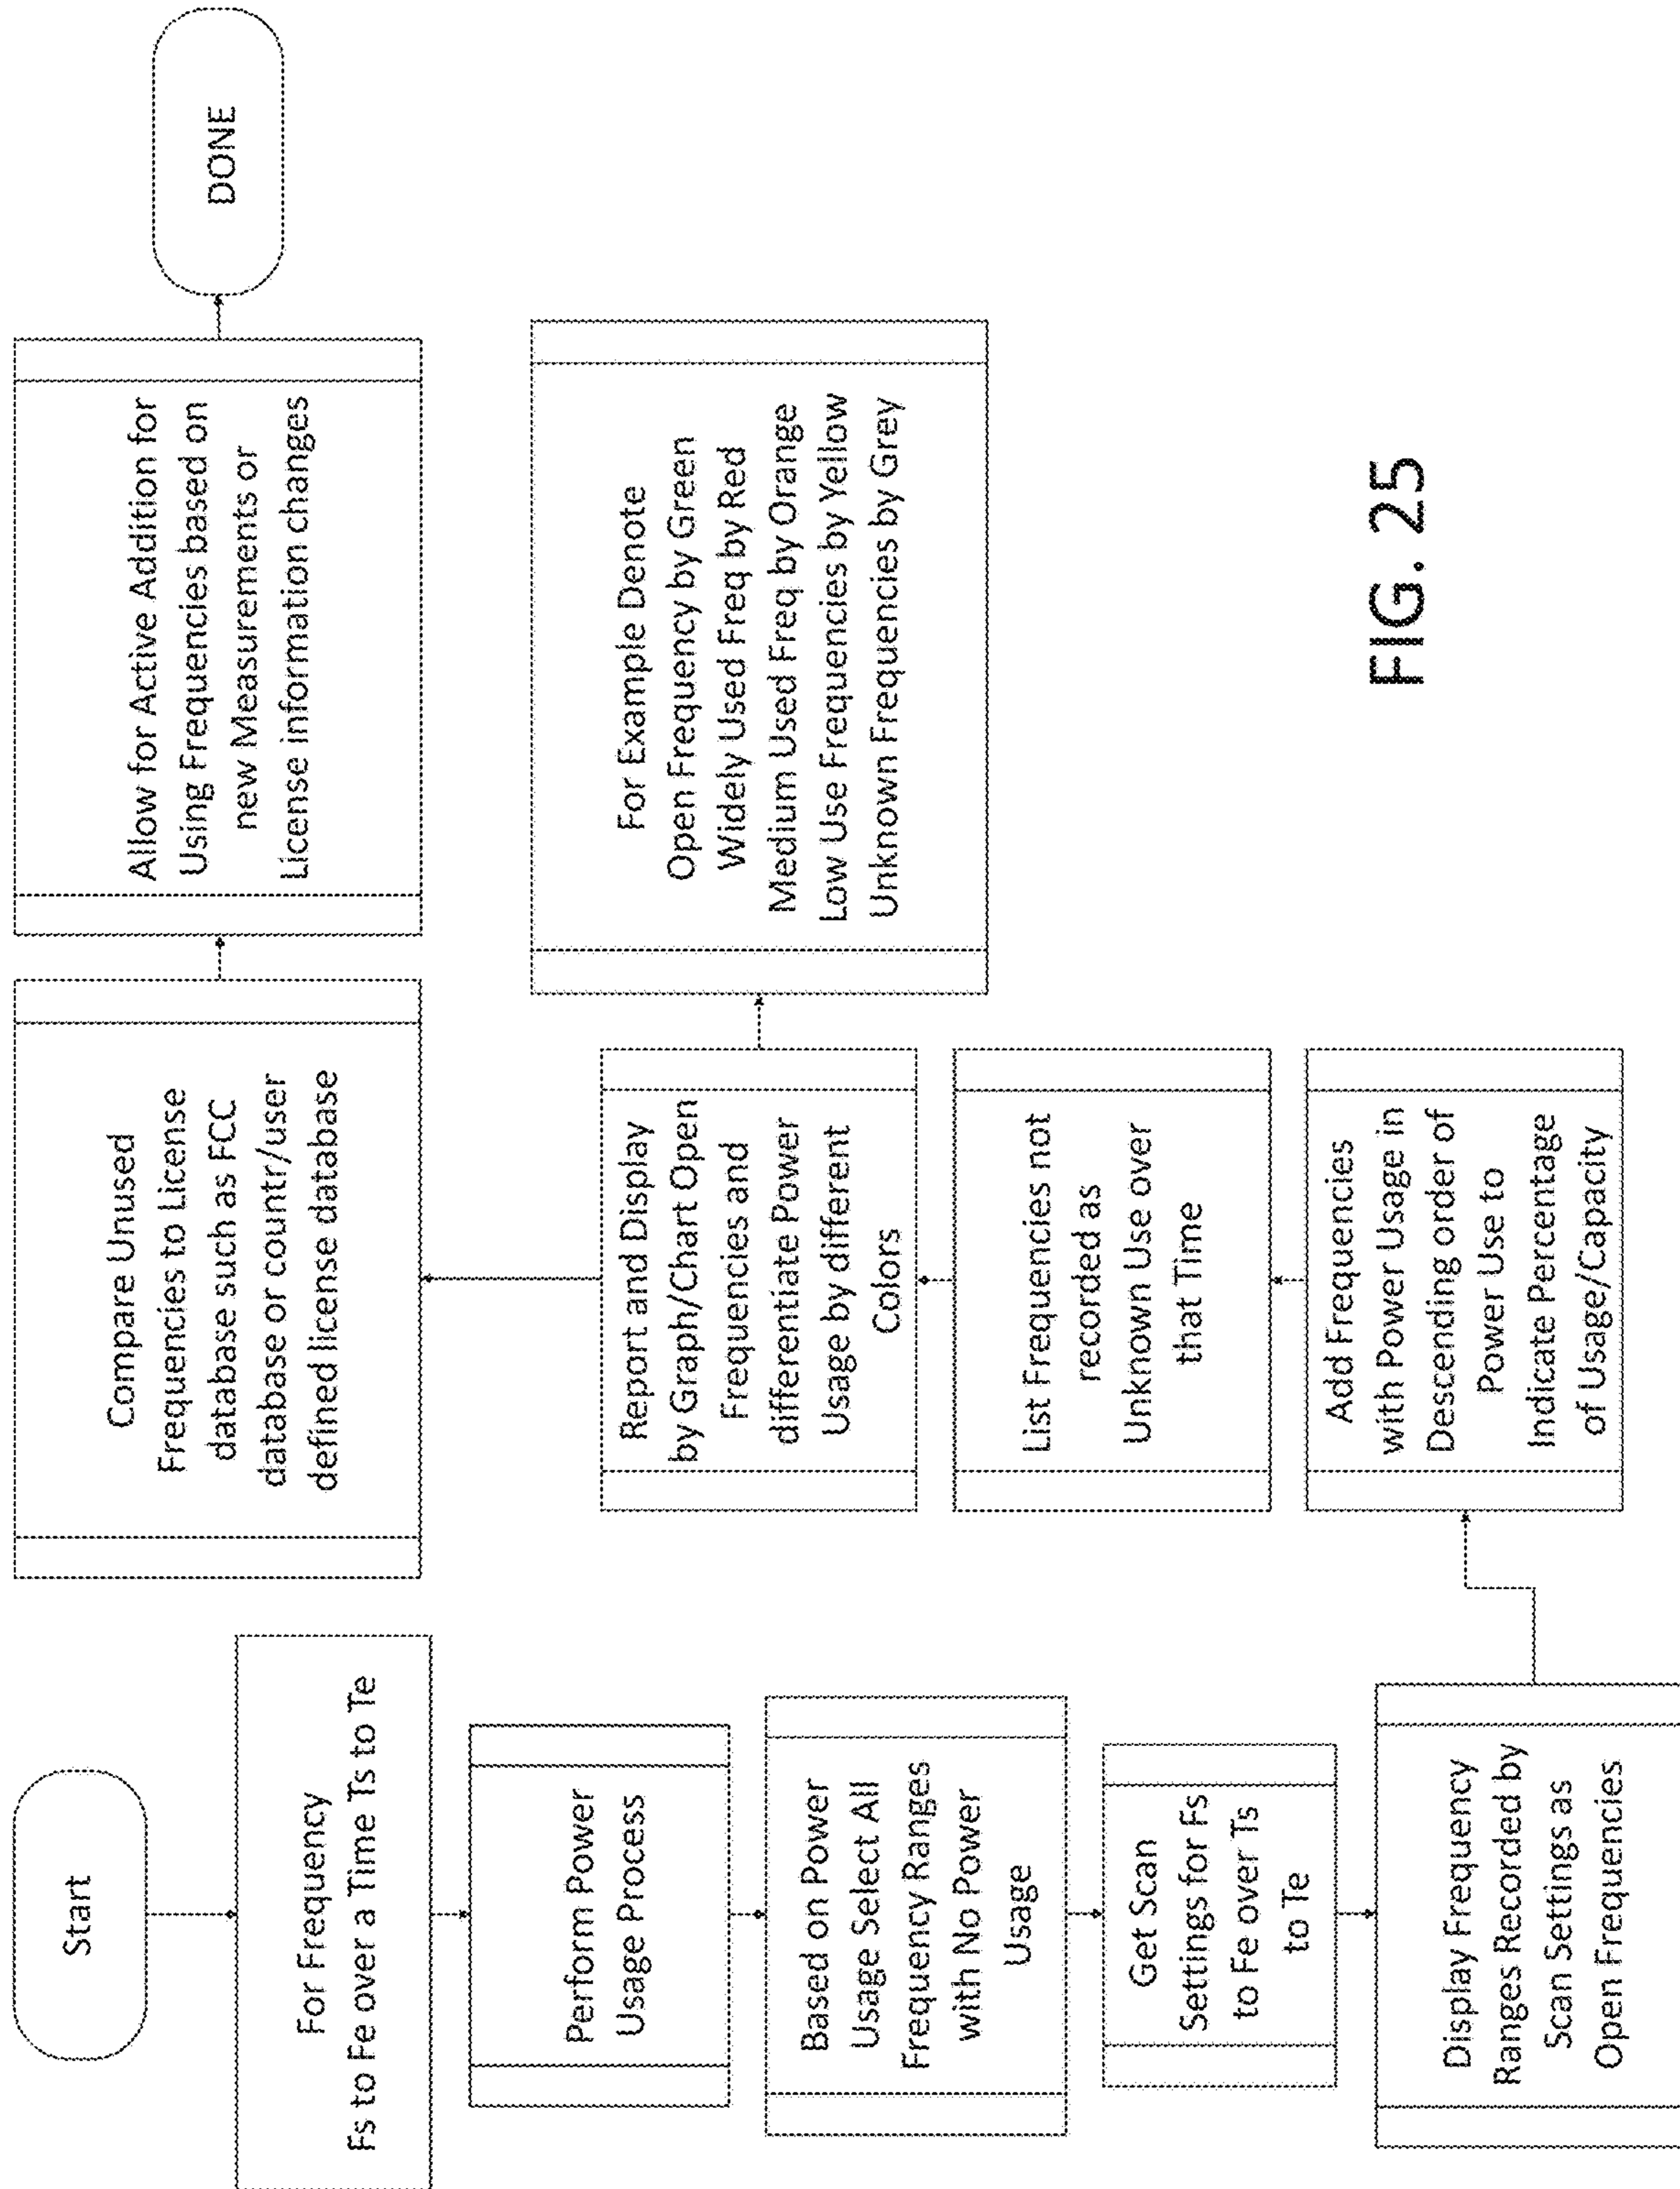 Start
For Frequency
Fs to Fe over a Time Ts to Te
Perform Power
Usage Process
Based on Power
Usage Select All
Frequency Ranges
with No Power
Usage
Get Scan
Settings for Fs
to Fe over Ts
to Te
Display Frequency
Ranges Recorded by
Scan Settings as
Open Frequencies
Add Frequencies
with Power Usage in
Descending order of
Power Use to
Indicate Percentage
of Usage/Capacity
List Frequencies not
recorded as
Unknown Use over
that Time
Report and Display
by Graph/Chart Open
Frequencies and
differentiate Power
Usage by different
Colors
For Example Denote
Open Frequency by Green
Widely Used Freq by Red
Medium Used Freq by Orange
Low Use Frequencies by Yellow
Unknown Frequencies by Grey
Compare Unused
Frequencies to License
database such as FCC
database or countr/user
defined license database
Allow for Active Addition for
Using Frequencies based on
new Measurements or
License information changes
DONE
FIG. 25